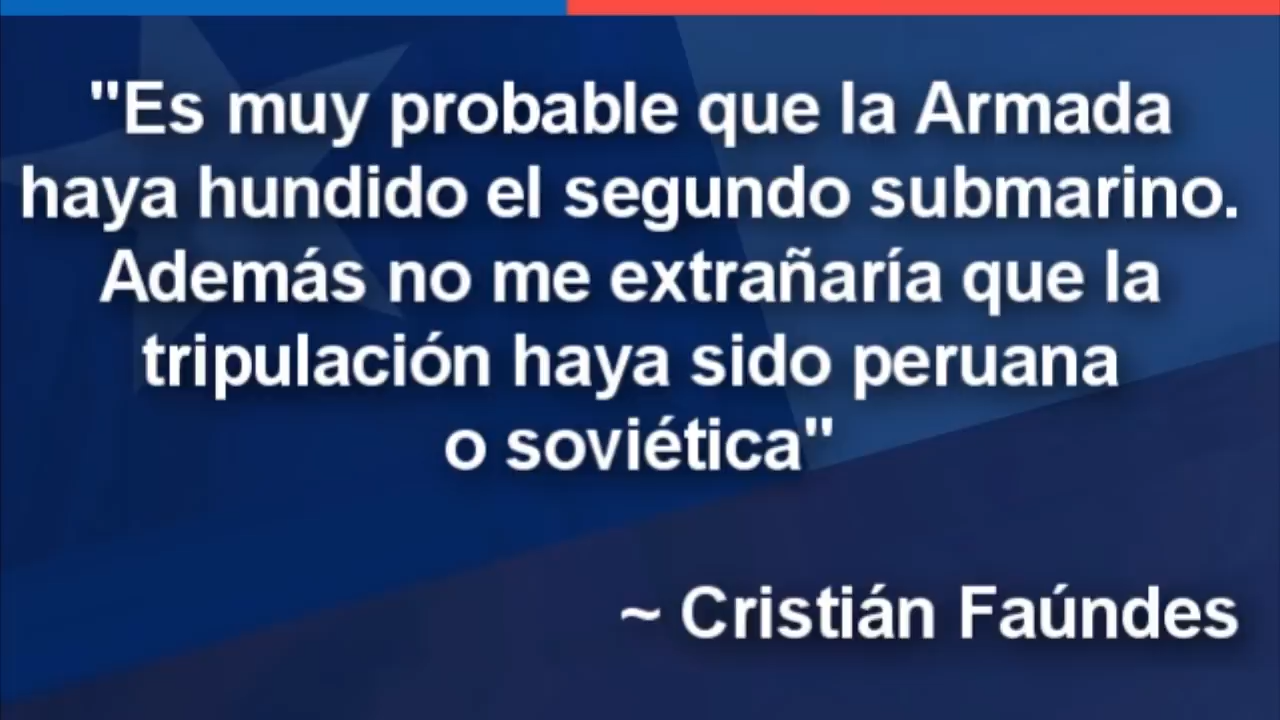 "Es muy probable que la Armada
haya hundido el segundo submarino.
Además no me extrañaría que la
tripulación haya sido peruana
o soviética"
~ Cristián Faúndes